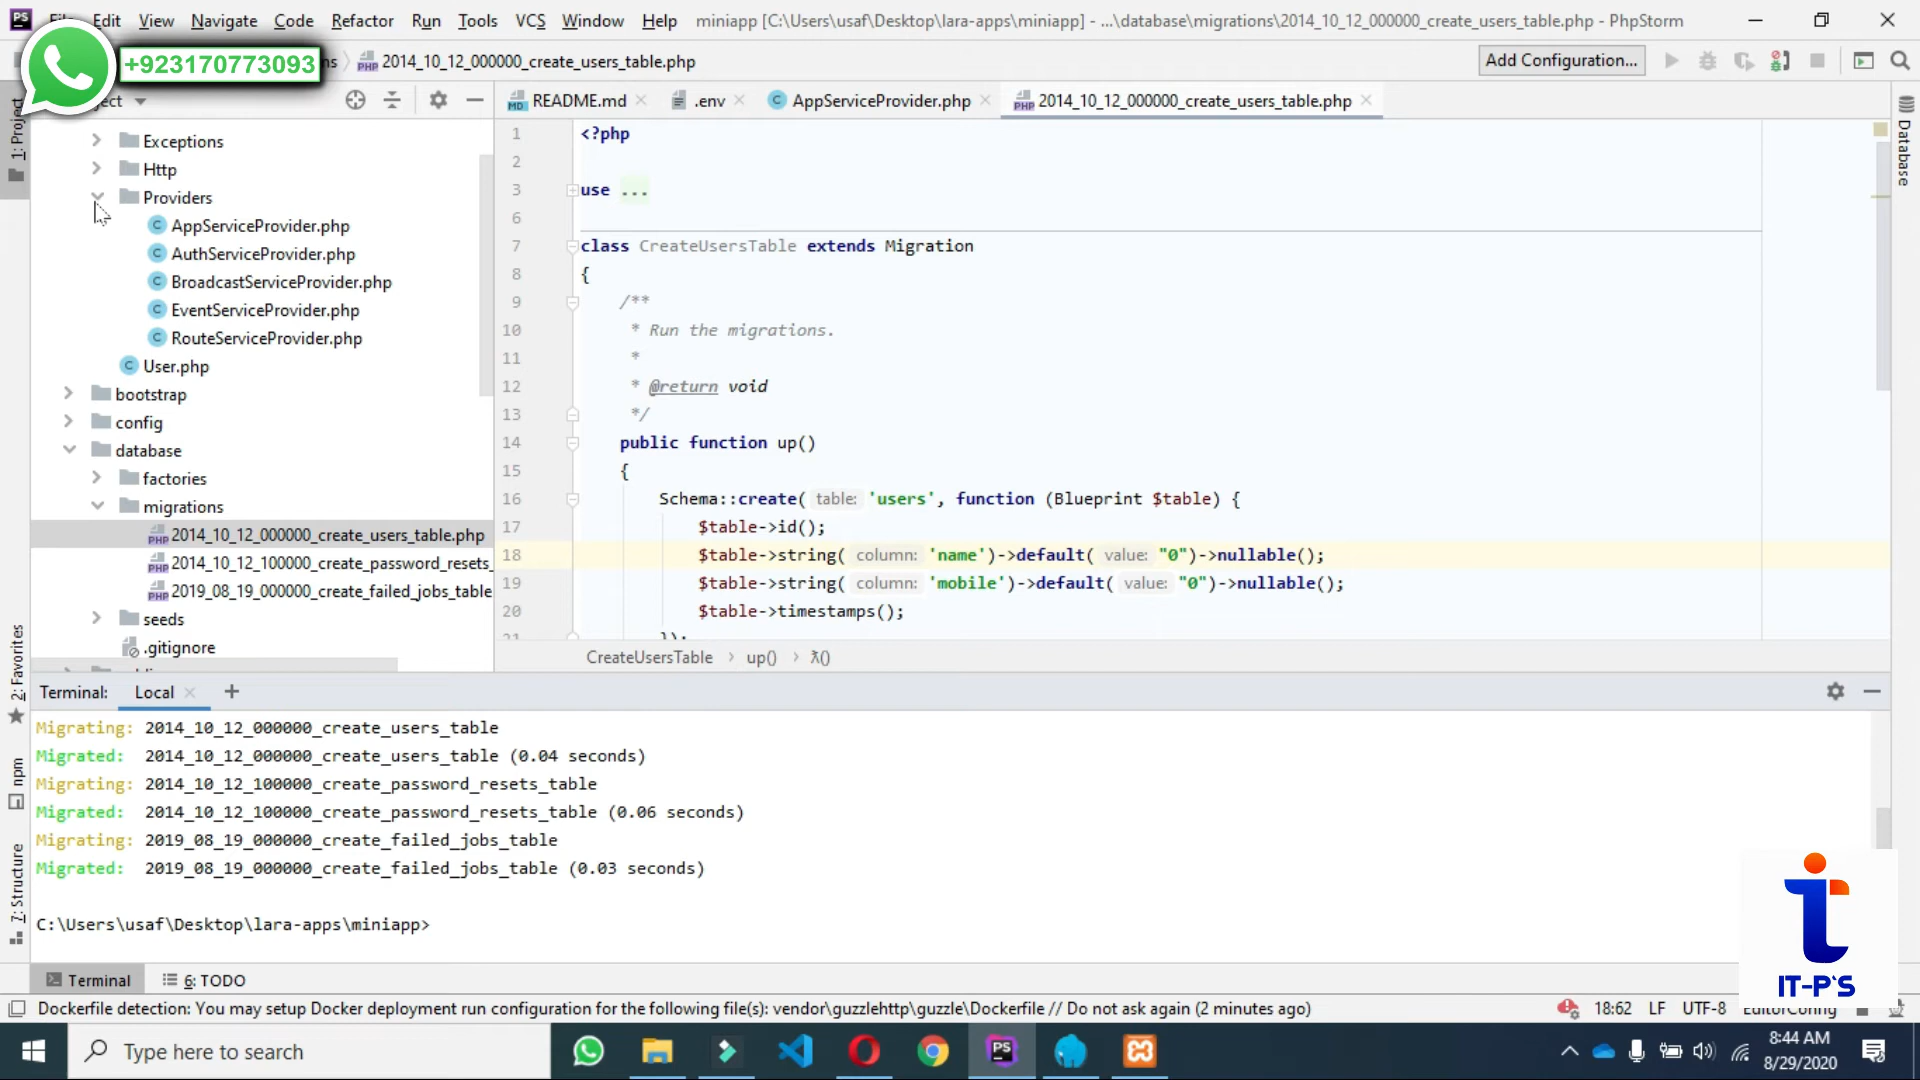 Edit View Navigate Code Refactor Run Tools VCS Window Help miniapp [C:\Users\usaf\Desktop\lara-apps\miniapp] - ...\database\migrations\2014_10_12_000000_create_users_table.php - PhpStorm
+923170773093
2014_10_12_000000_create_users_table.php
Add Configuration...
README.md .env AppServiceProvider.php 2014_10_12_000000_create_users_table.php
1: Project
Database
Exceptions
Http
Providers
AppServiceProvider.php
AuthServiceProvider.php
BroadcastServiceProvider.php
EventServiceProvider.php
RouteServiceProvider.php
User.php
bootstrap
config
database
factories
migrations
2014_10_12_000000_create_users_table.php
2014_10_12_100000_create_password_resets_
2019_08_19_000000_create_failed_jobs_table
seeds
.gitignore
1 <?php
2
3 use ...
6
7 class CreateUsersTable extends Migration
8 {
9 /**
10 * Run the migrations.
11 *
12 * @return void
13 */
14 public function up()
15 {
16 Schema::create( table: 'users', function (Blueprint $table) {
17 $table->id();
18 $table->string( column: 'name')->default( value: "0")->nullable();
19 $table->string( column: 'mobile')->default( value: "0")->nullable();
20 $table->timestamps();
21 });
CreateUsersTable › up() › λ()
2: Favorites
npm
7: Structure
Terminal: Local
Migrating: 2014_10_12_000000_create_users_table
Migrated: 2014_10_12_000000_create_users_table (0.04 seconds)
Migrating: 2014_10_12_100000_create_password_resets_table
Migrated: 2014_10_12_100000_create_password_resets_table (0.06 seconds)
Migrating: 2019_08_19_000000_create_failed_jobs_table
Migrated: 2019_08_19_000000_create_failed_jobs_table (0.03 seconds)
C:\Users\usaf\Desktop\lara-apps\miniapp>
IT-P'S
Terminal 6: TODO
Dockerfile detection: You may setup Docker deployment run configuration for the following file(s): vendor\guzzlehttp\guzzle\Dockerfile // Do not ask again (2 minutes ago)
18:62 LF UTF-8 EditorConfig
Type here to search
8:44 AM
8/29/2020